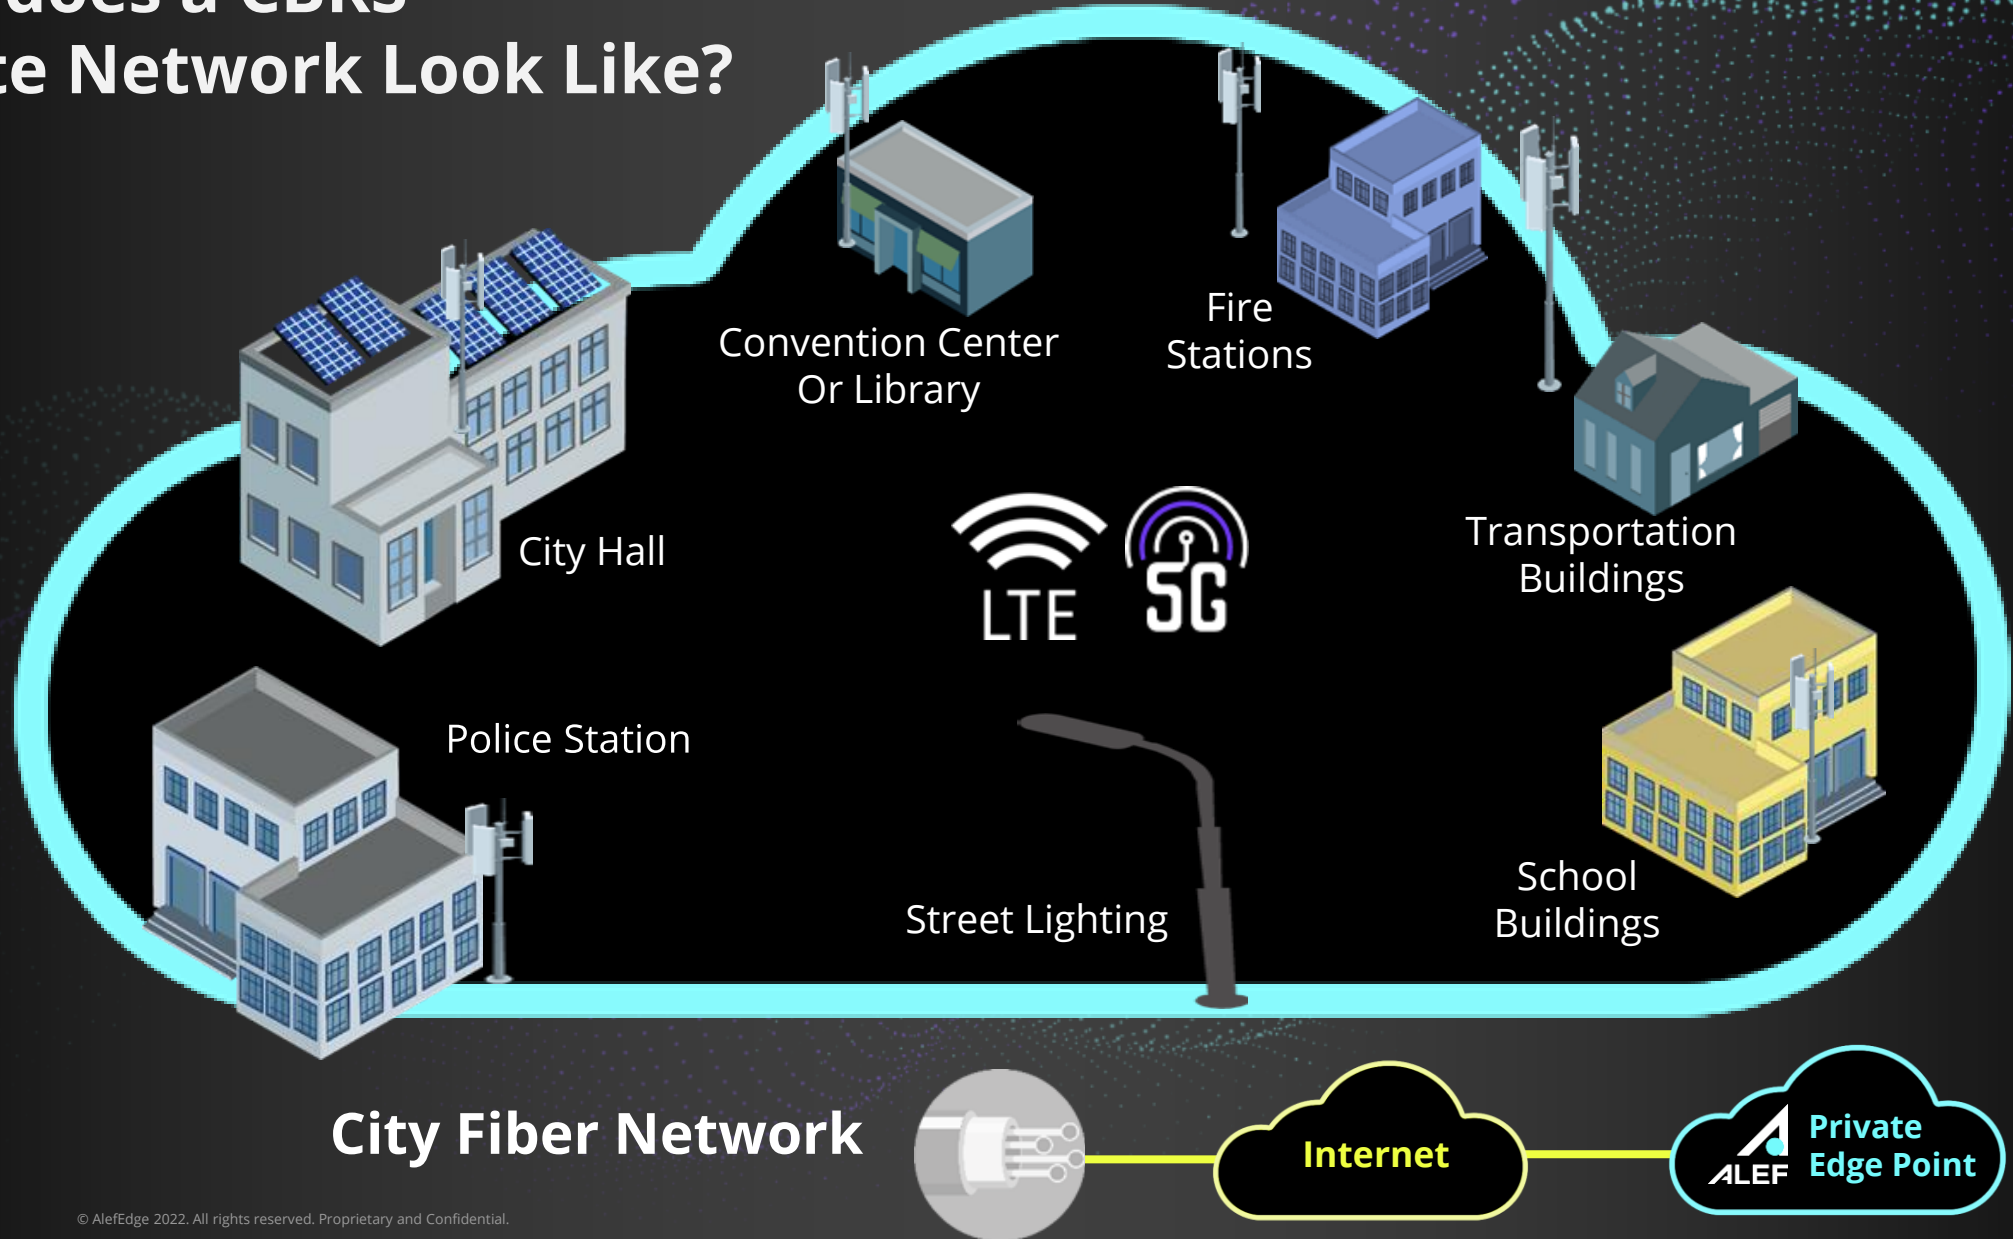 does a CBRS
te Network Look Like?
Convention Center
Or Library
Fire
Stations
Transportation
Buildings
City Hall
LTE
5G
Police Station
School
Buildings
Street Lighting
City Fiber Network
Internet
ALEF
Private
Edge Point
© AlefEdge 2022. All rights reserved. Proprietary and Confidential.